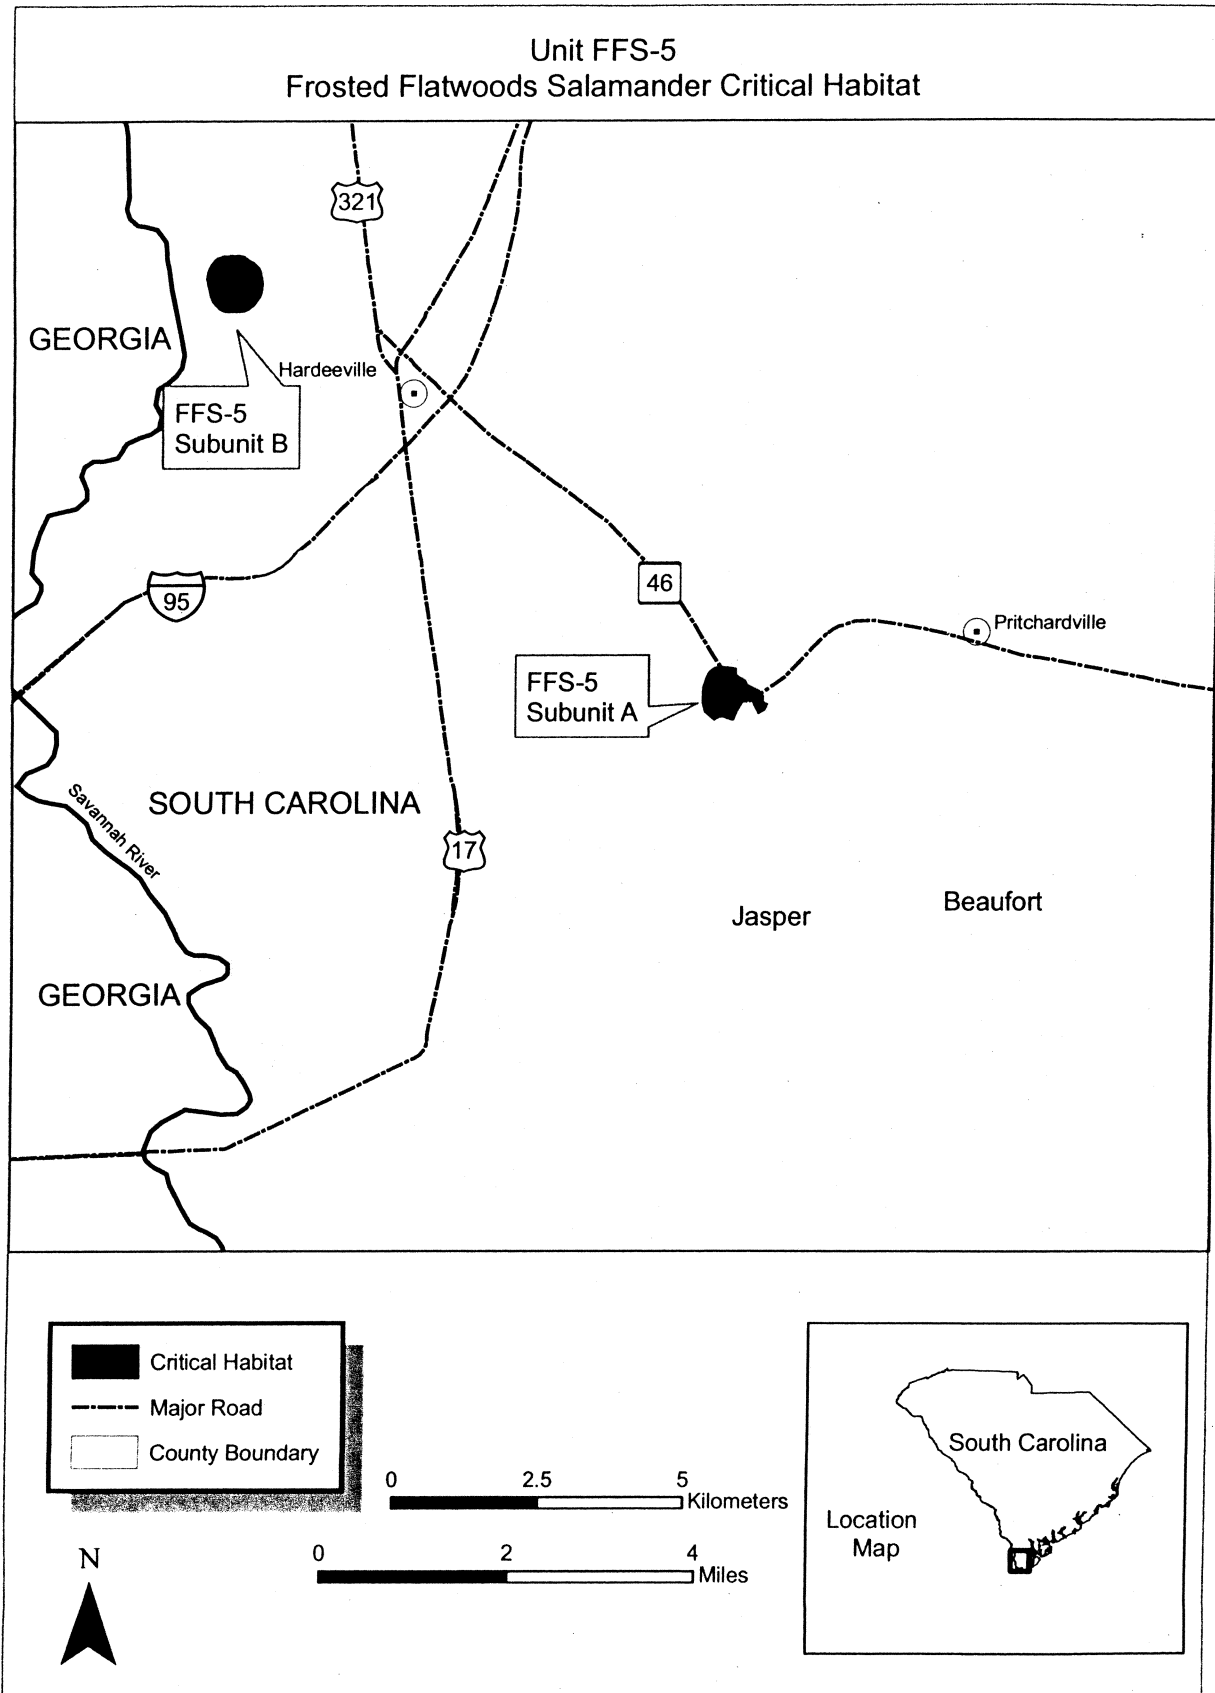 Unit FFS-5
Frosted Flatwoods Salamander Critical Habitat
321
GEORGIA
Hardeeville
FFS-5
Subunit B
95
46
Pritchardville
FFS-5
Subunit A
Savannah River
SOUTH CAROLINA
17
Jasper
Beaufort
GEORGIA
Critical Habitat
Major Road
County Boundary
0 2.5 5
Kilometers
0 2 4
Miles
N
South Carolina
Location
Map